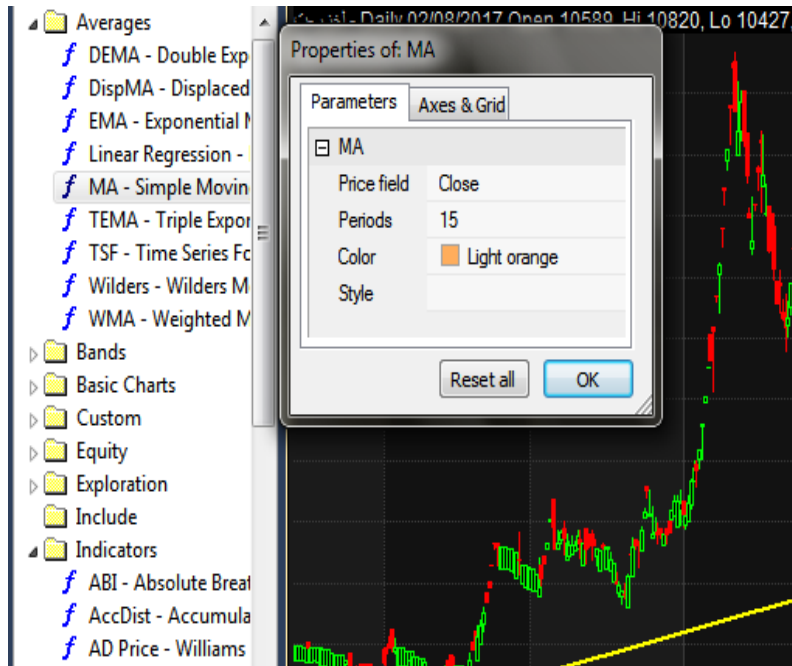 Averages
DEMA - Double Exp
DispMA - Displaced
EMA - Exponential M
Linear Regression -
MA - Simple Movin
TEMA - Triple Expor
TSF - Time Series Fo
Wilders - Wilders M
WMA - Weighted M
Bands
Basic Charts
Custom
Equity
Exploration
Include
Indicators
ABI - Absolute Breat
AccDist - Accumula
AD Price - Williams
- Daily 02/08/2017 Open 10589, Hi 10820, Lo 10427,
Properties of: MA
Parameters
Axes & Grid
MA
Price field Close
Periods 15
Color Light orange
Style
Reset all OK